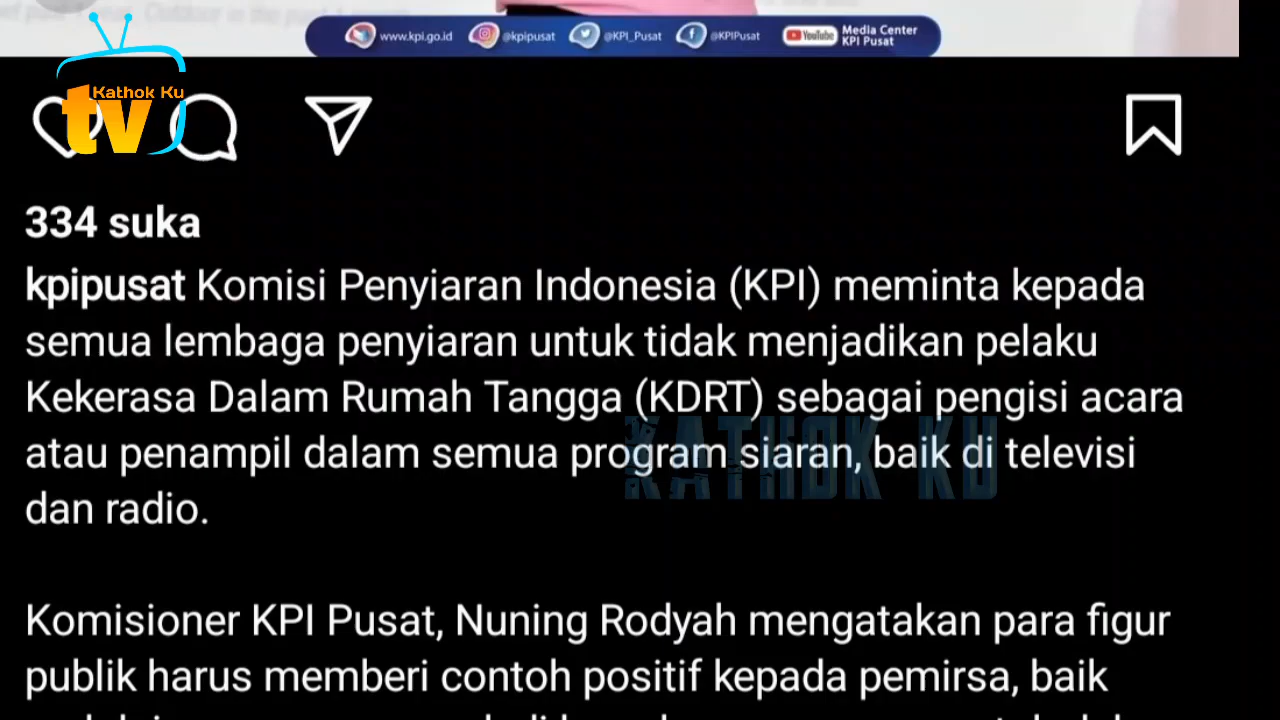 www.kpi.go.id @kpipusat @KPI_Pusat @KPIPusat YouTube Media Center KPI Pusat
Kathok Ku
tv
334 suka
kpipusat Komisi Penyiaran Indonesia (KPI) meminta kepada
semua lembaga penyiaran untuk tidak menjadikan pelaku
Kekerasa Dalam Rumah Tangga (KDRT) sebagai pengisi acara
atau penampil dalam semua program siaran, baik di televisi
dan radio.
KATHOK KU
Komisioner KPI Pusat, Nuning Rodyah mengatakan para figur
publik harus memberi contoh positif kepada pemirsa, baik